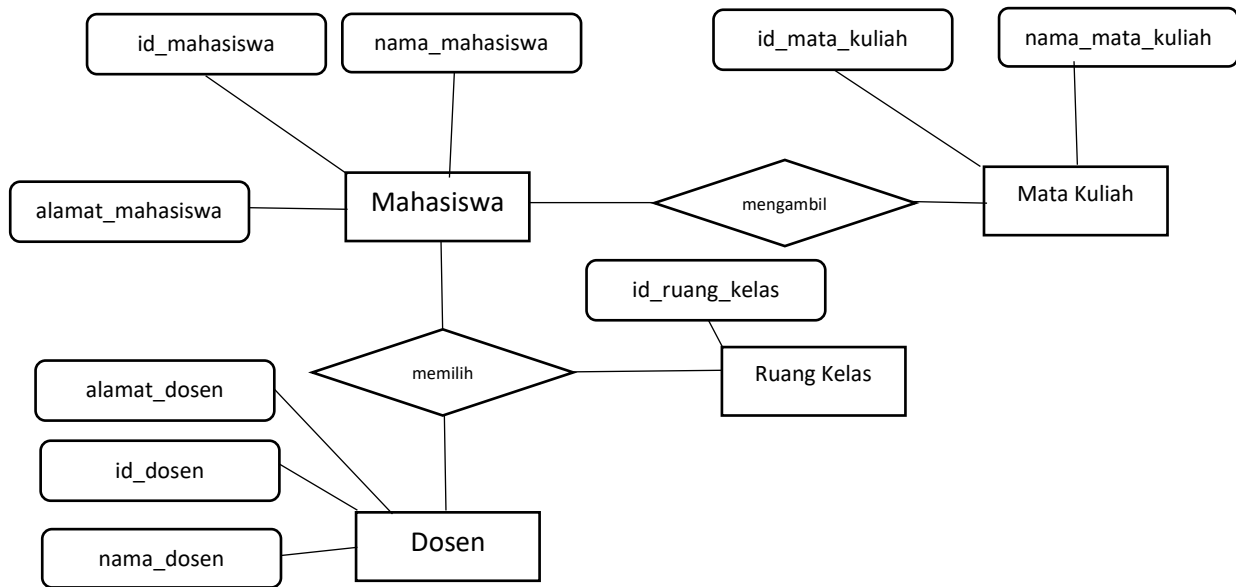 id_mahasiswa
nama_mahasiswa
id_mata_kuliah
nama_mata_kuliah
alamat_mahasiswa
Mahasiswa
mengambil
Mata Kuliah
id_ruang_kelas
alamat_dosen
memilih
Ruang Kelas
id_dosen
nama_dosen
Dosen